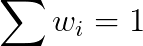 ∑ wᵢ = 1